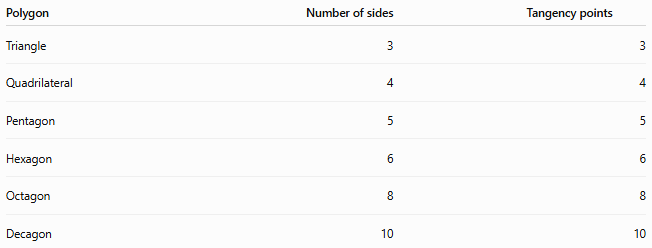 Polygon Number of sides Tangency points
Triangle 3 3
Quadrilateral 4 4
Pentagon 5 5
Hexagon 6 6
Octagon 8 8
Decagon 10 10